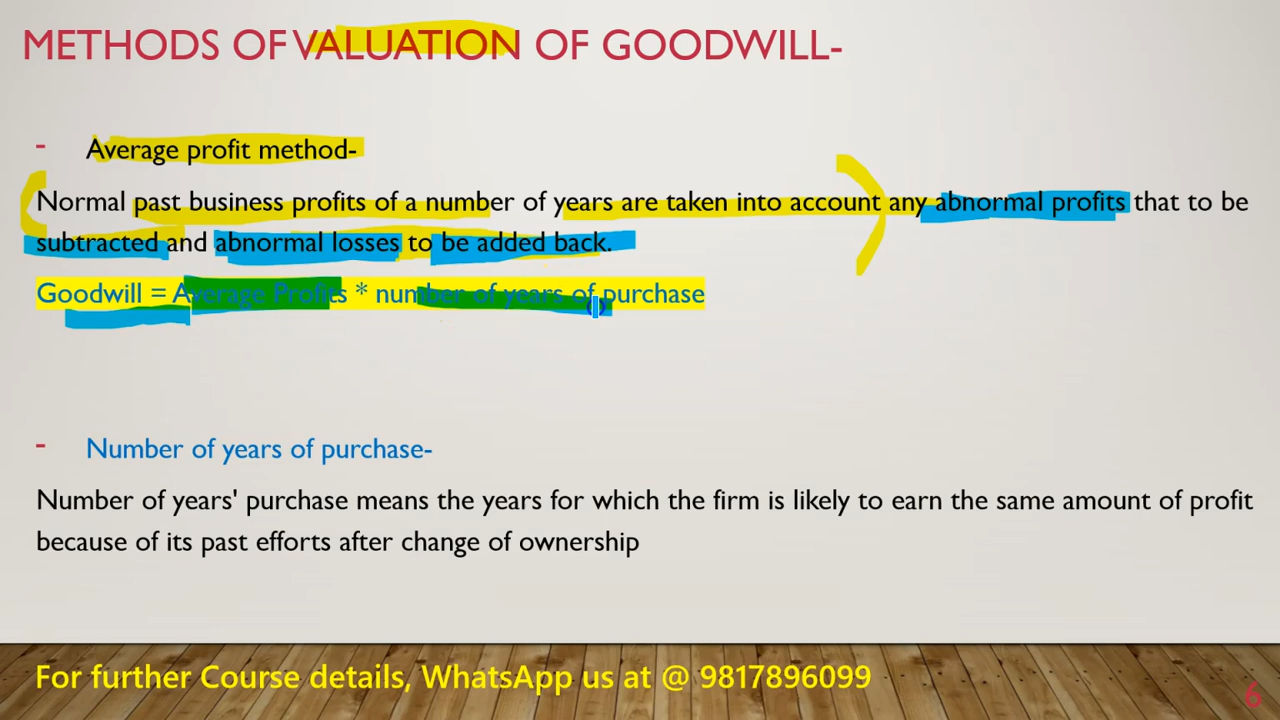 METHODS OF VALUATION OF GOODWILL-
- Average profit method-
Normal past business profits of a number of years are taken into account any abnormal profits that to be
subtracted and abnormal losses to be added back.
Goodwill = Average Profits * number of years of purchase
- Number of years of purchase-
Number of years' purchase means the years for which the firm is likely to earn the same amount of profit
because of its past efforts after change of ownership
For further Course details, WhatsApp us at @ 9817896099
6